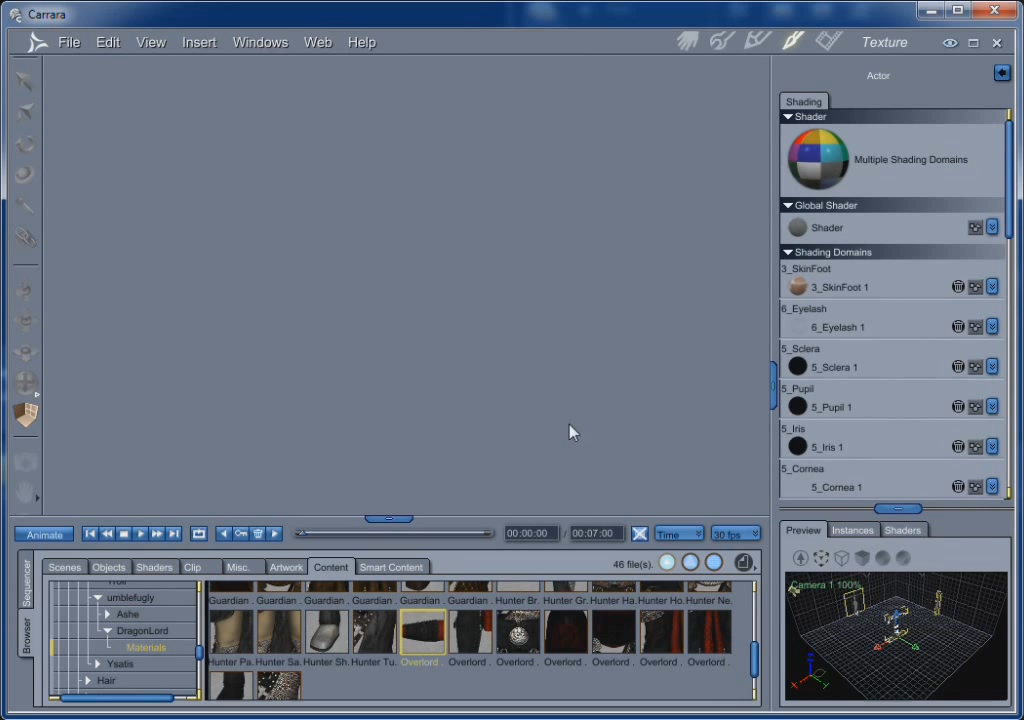 Carrara
File Edit View Insert Windows Web Help
Texture
Actor
Shading
Shader
Multiple Shading Domains
Global Shader
Shader
Shading Domains
3_SkinFoot
3_SkinFoot 1
6_Eyelash
6_Eyelash 1
5_Sclera
5_Sclera 1
5_Pupil
5_Pupil 1
5_Iris
5_Iris 1
5_Cornea
5_Cornea 1
Animate
00:00:00 / 00:07:00
Time
30 fps
Preview Instances Shaders
Camera 1 100%
Sequencer
Browser
Scenes Objects Shaders Clip Misc. Artwork Content Smart Content
46 file(s).
umblefugly
Ashe
DragonLord
Materials
Ysatis
Hair
Guardian . Guardian . Guardian . Guardian . Guardian . Guardian . Hunter Br. Hunter Gr. Hunter Ha. Hunter Ho. Hunter Ne.
Hunter Pa. Hunter Sa. Hunter Sh. Hunter Tu. Overlord . Overlord . Overlord . Overlord . Overlord . Overlord . Overlord .